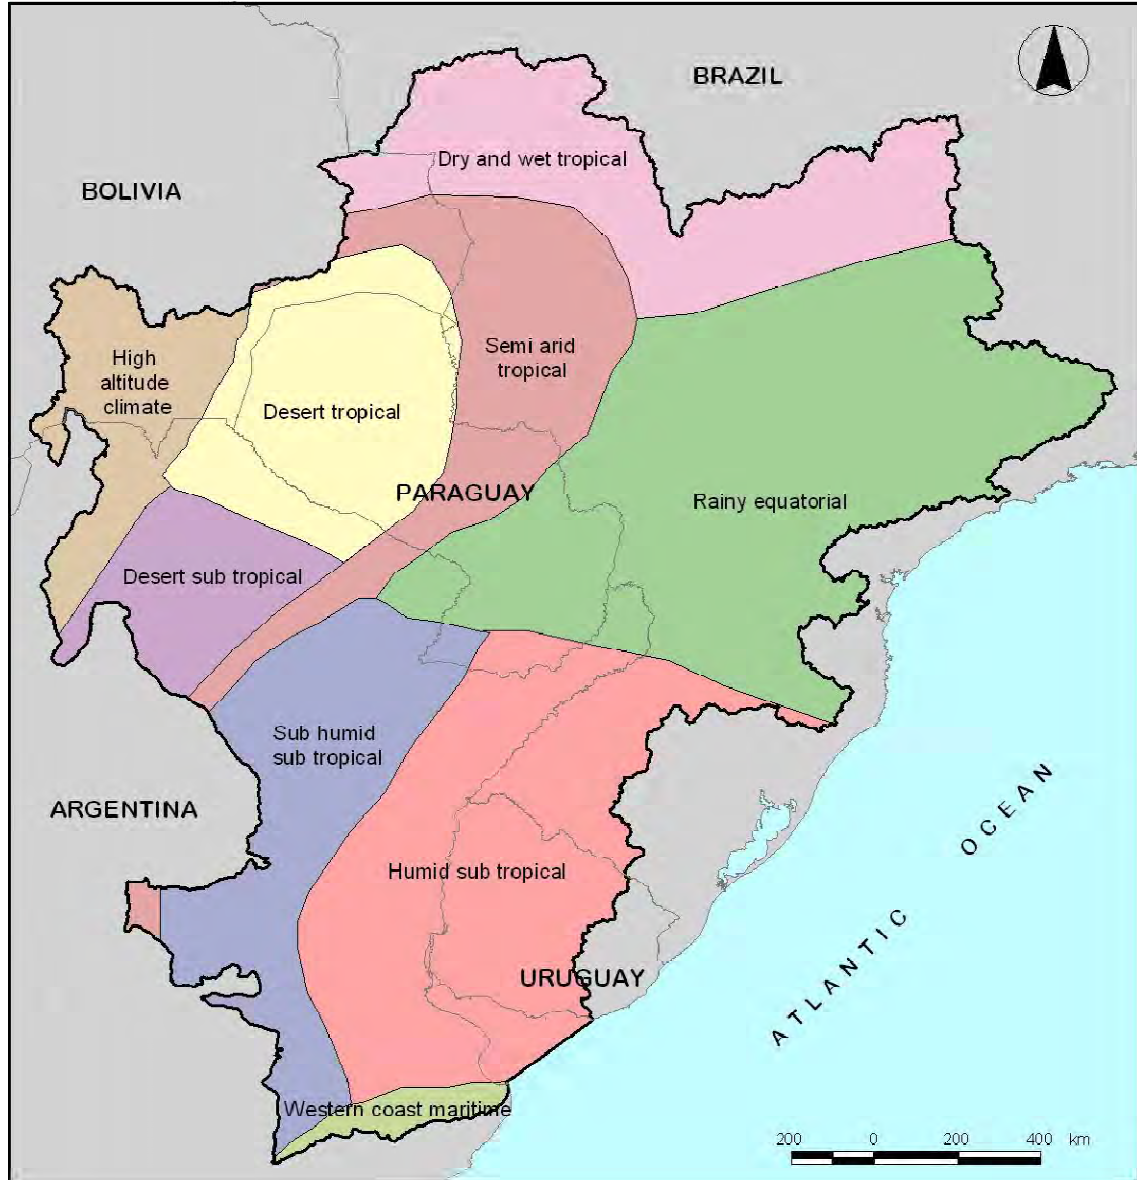 BRAZIL
Dry and wet tropical
BOLIVIA
Semi arid
tropical
High
altitude
climate
Desert tropical
PARAGUAY
Rainy equatorial
Desert sub tropical
Sub humid
sub tropical
ARGENTINA
Humid sub tropical
ATLANTIC OCEAN
URUGUAY
Western coast maritime
200 0 200 400 km